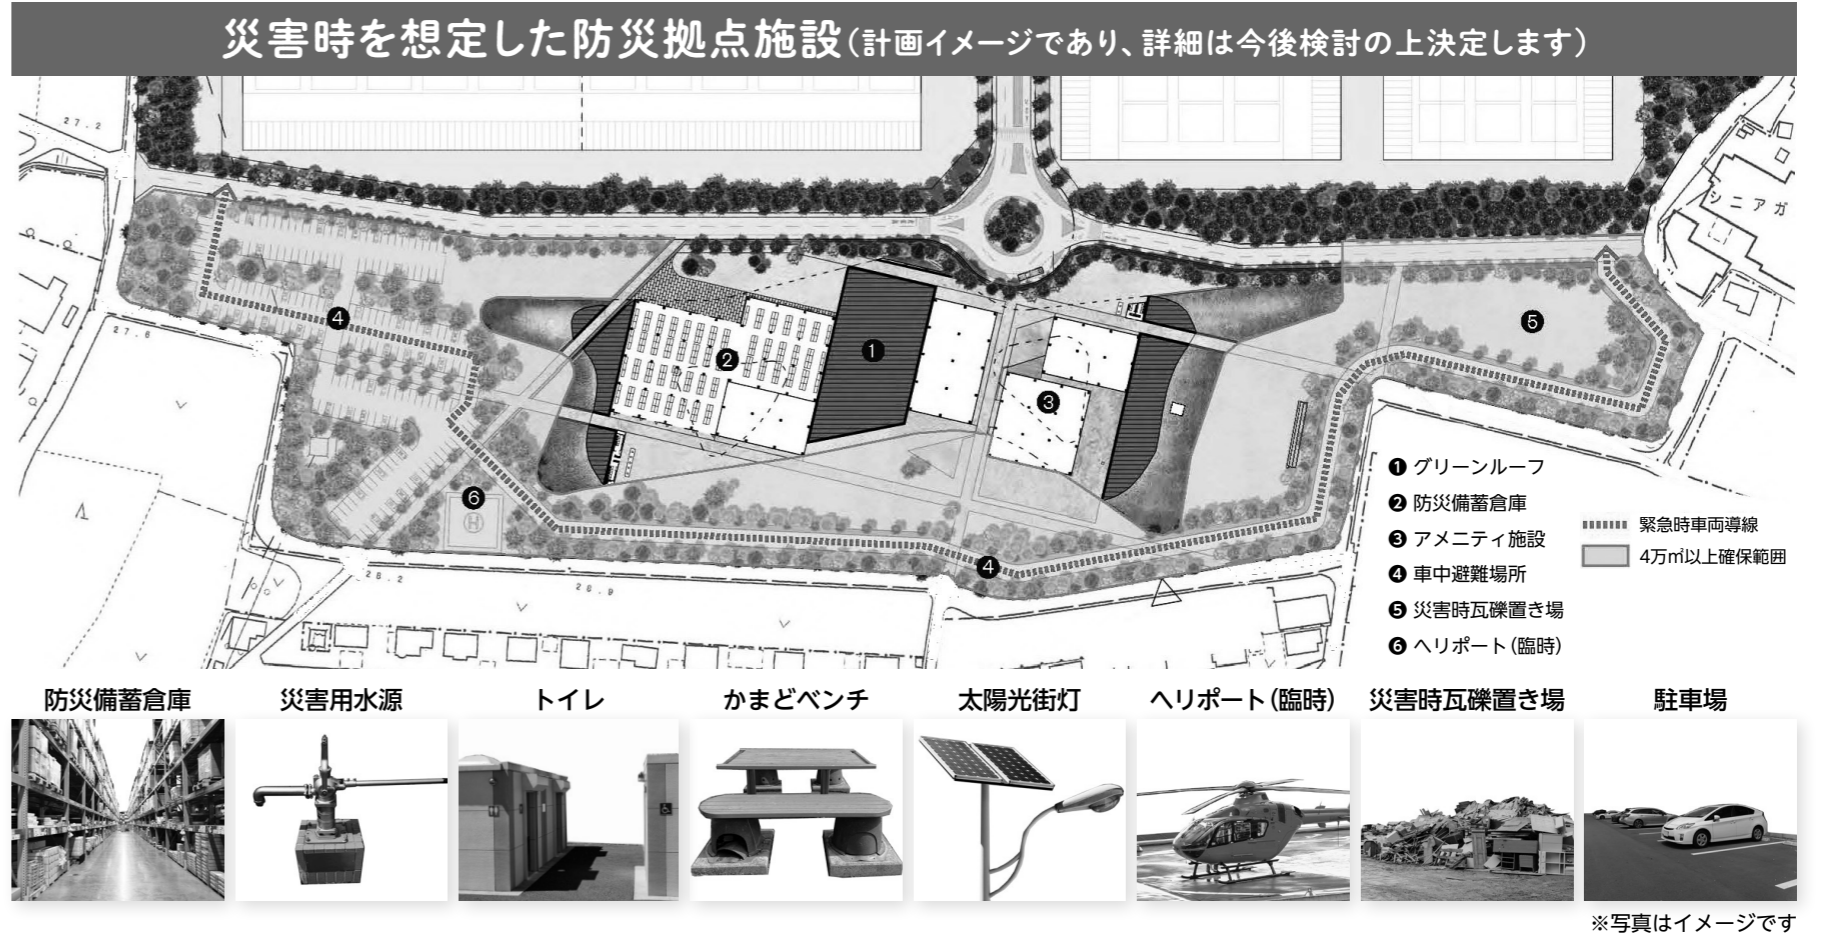 災害時を想定した防災拠点施設(計画イメージであり、詳細は今後検討の上決定します)
27.2
シニアガ
27.6
❶
❷
❸
❹
❺
❻
H
❹
26.2
26.9
❶ グリーンルーフ
❷ 防災備蓄倉庫
❸ アメニティ施設
❹ 車中避難場所
❺ 災害時瓦礫置き場
❻ ヘリポート(臨時)
緊急時車両導線
4万㎡以上確保範囲
防災備蓄倉庫
災害用水源
トイレ
かまどベンチ
太陽光街灯
ヘリポート(臨時)
災害時瓦礫置き場
駐車場
※写真はイメージです